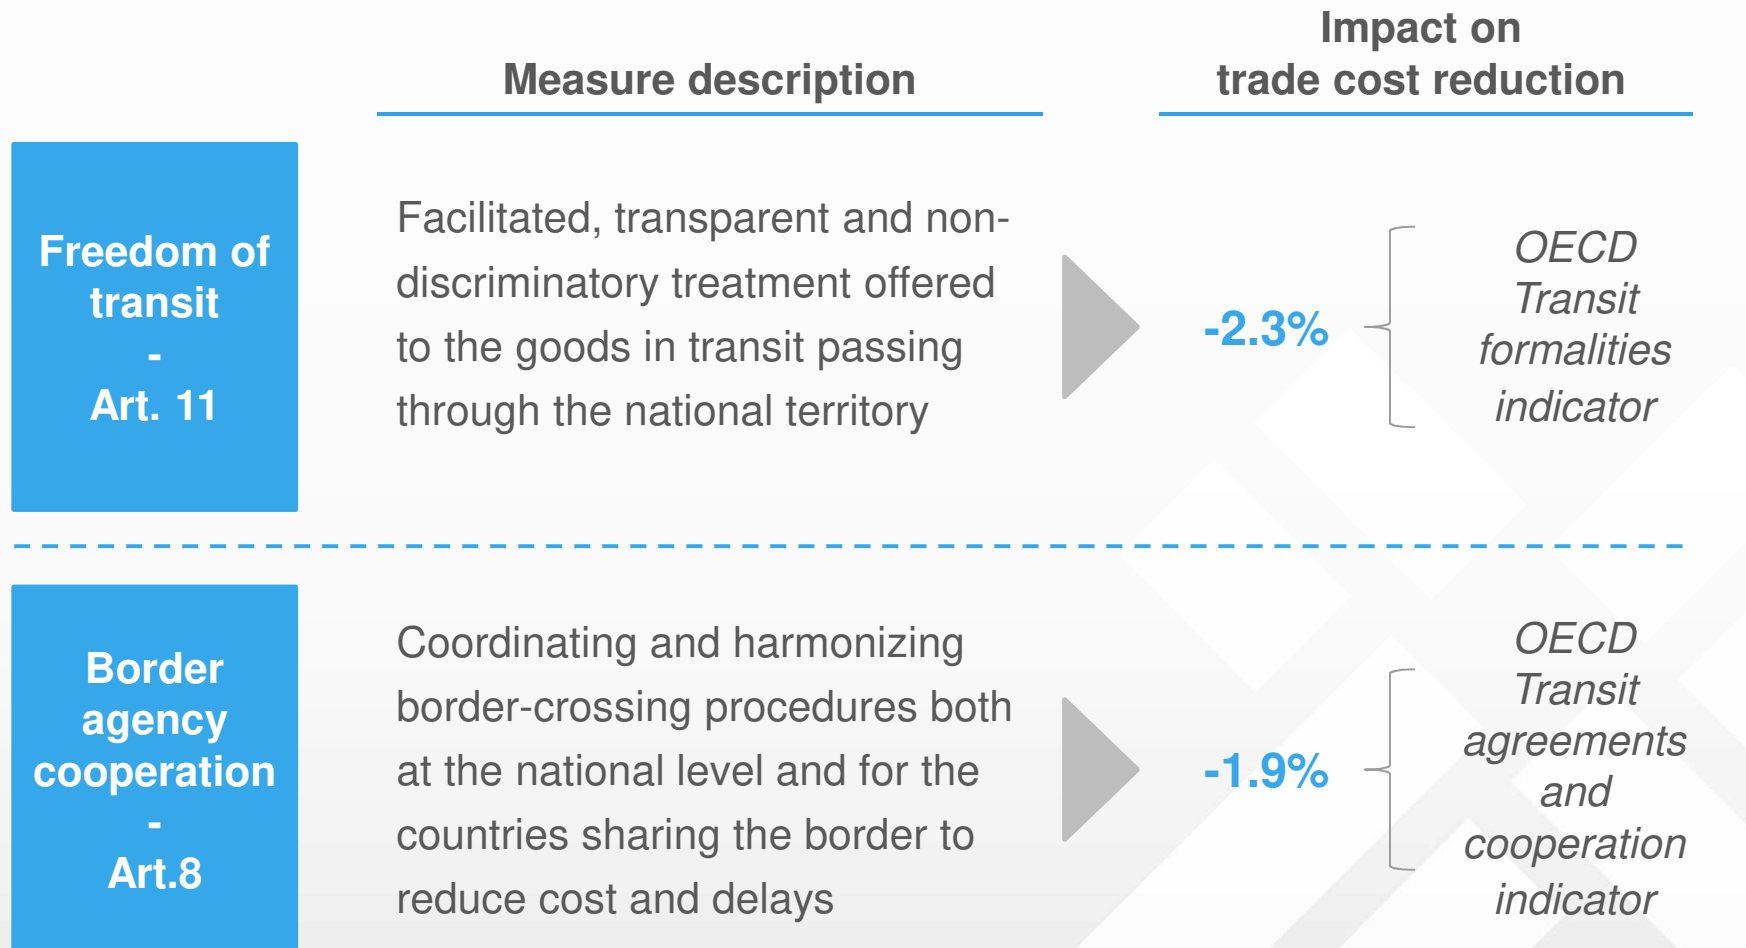 Measure description
Impact on
trade cost reduction
Freedom of
transit
-
Art. 11
Facilitated, transparent and non-
discriminatory treatment offered
to the goods in transit passing
through the national territory
-2.3%
OECD
Transit
formalities
indicator
Border
agency
cooperation
-
Art.8
Coordinating and harmonizing
border-crossing procedures both
at the national level and for the
countries sharing the border to
reduce cost and delays
-1.9%
OECD
Transit
agreements
and
cooperation
indicator